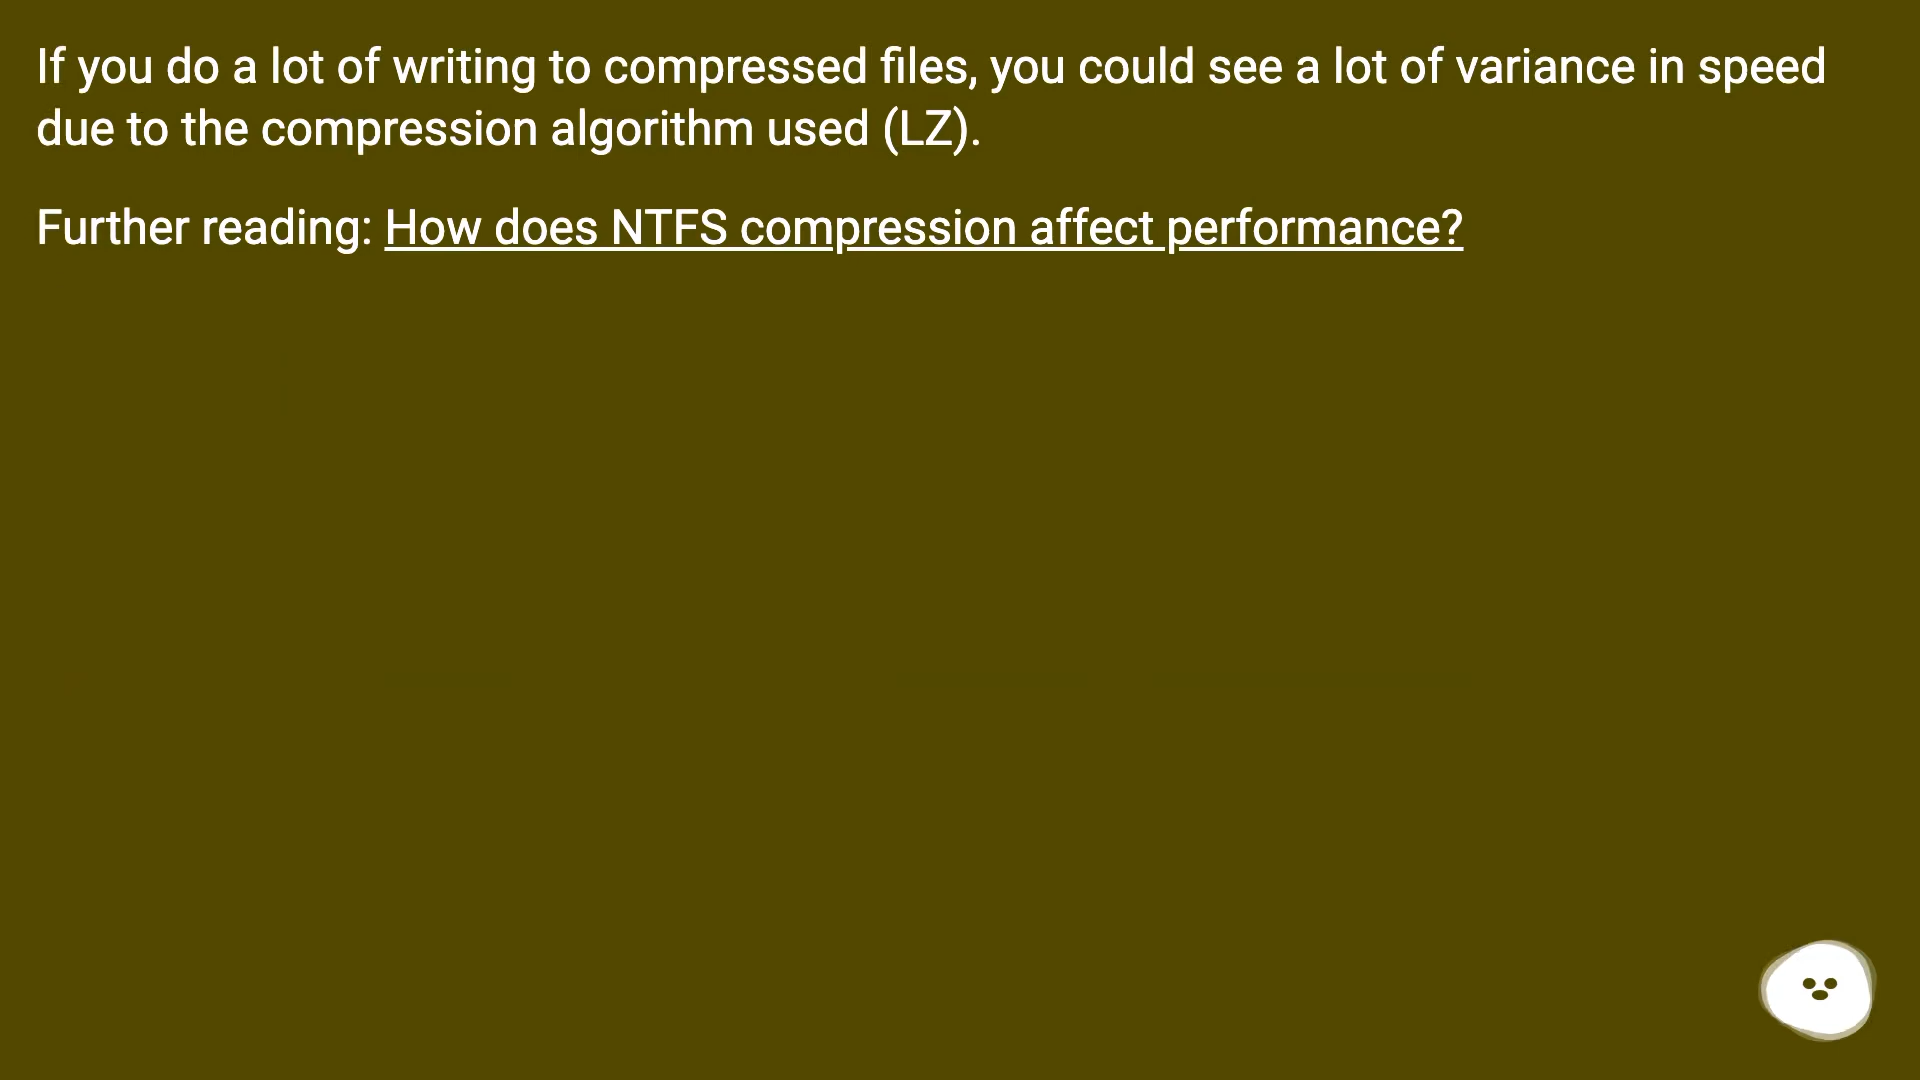 If you do a lot of writing to compressed files, you could see a lot of variance in speed
due to the compression algorithm used (LZ).
Further reading: How does NTFS compression affect performance?